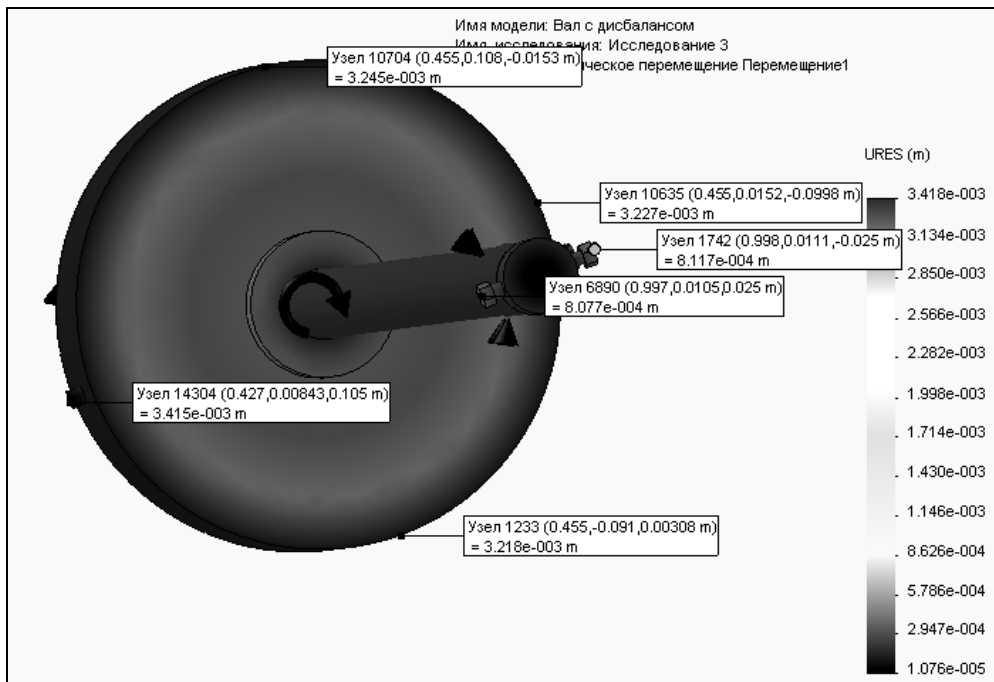 Имя модели: Вал с дисбалансом
Имя исследования: Исследование 3
ческое перемещение Перемещение1
Узел 10704 (0.455,0.108,-0.0153 m)
= 3.245e-003 m
URES (m)
Узел 10635 (0.455,0.0152,-0.0998 m)
= 3.227e-003 m
Узел 1742 (0.998,0.0111,-0.025 m)
= 8.117e-004 m
Узел 6890 (0.997,0.0105,0.025 m)
= 8.077e-004 m
Узел 14304 (0.427,0.00843,0.105 m)
= 3.415e-003 m
Узел 1233 (0.455,-0.091,0.00308 m)
= 3.218e-003 m
3.418e-003
3.134e-003
2.850e-003
2.566e-003
2.282e-003
1.998e-003
1.714e-003
1.430e-003
1.146e-003
8.626e-004
5.786e-004
2.947e-004
1.076e-005